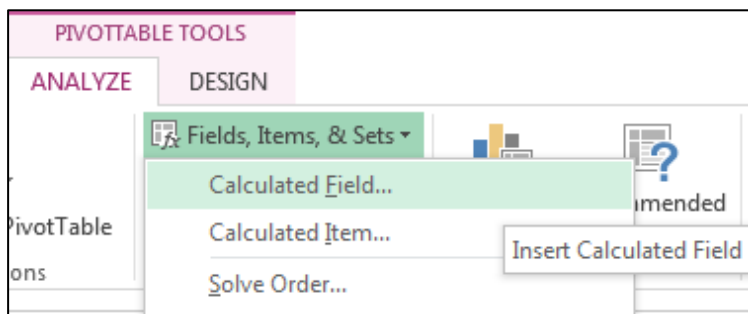 PIVOTTABLE TOOLS
ANALYZE DESIGN
Fields, Items, & Sets
Calculated Field...
Calculated Item...
Solve Order...
PivotTable
Insert Calculated Field